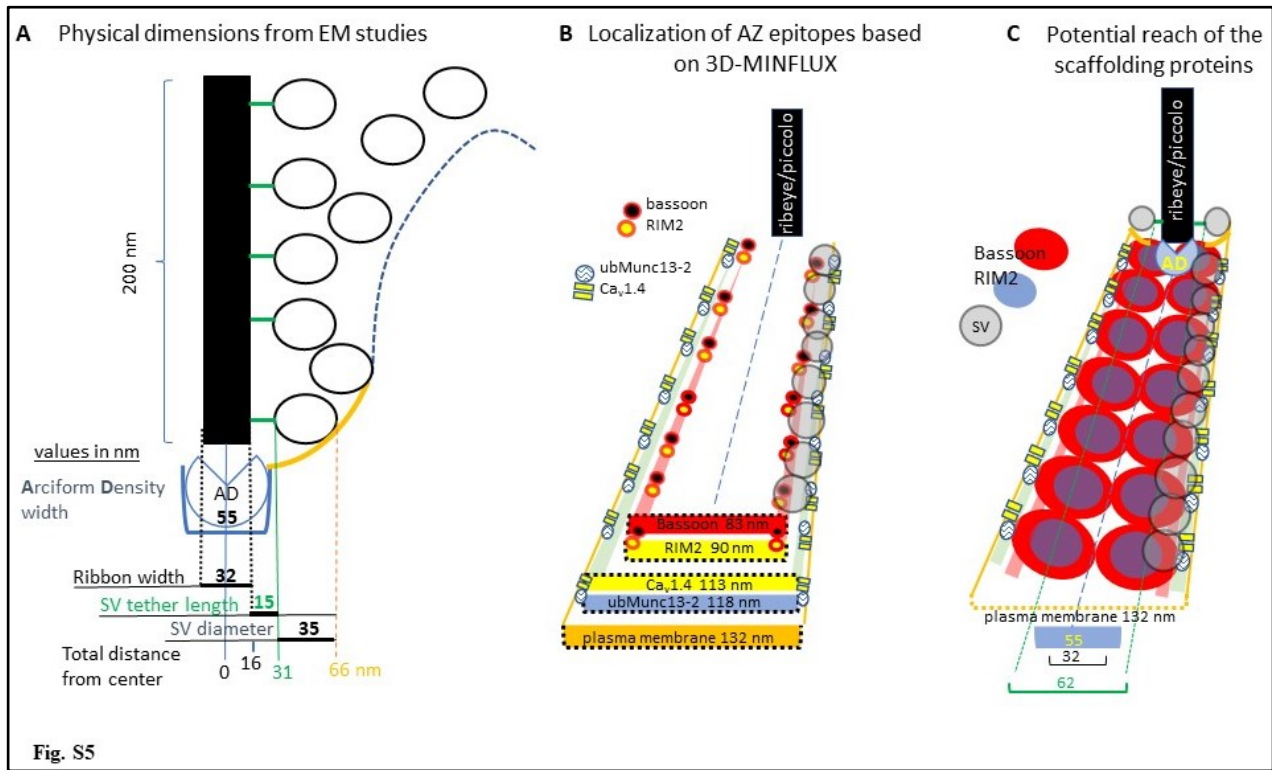 A Physical dimensions from EM studies
200 nm
values in nm
Arciform Density
width
AD
55
Ribbon width
32
SV tether length
15
SV diameter
35
Total distance
from center
0
16
31
66 nm
B Localization of AZ epitopes based
on 3D-MINFLUX
ribeye/piccolo
bassoon
RIM2
ubMunc13-2
Cav1.4
Bassoon 83 nm
RIM2 90 nm
Cav1.4 113 nm
ubMunc13-2 118 nm
plasma membrane 132 nm
C Potential reach of the
scaffolding proteins
ribeye/piccolo
AD
Bassoon
RIM2
SV
plasma membrane 132 nm
55
32
62
Fig. S5